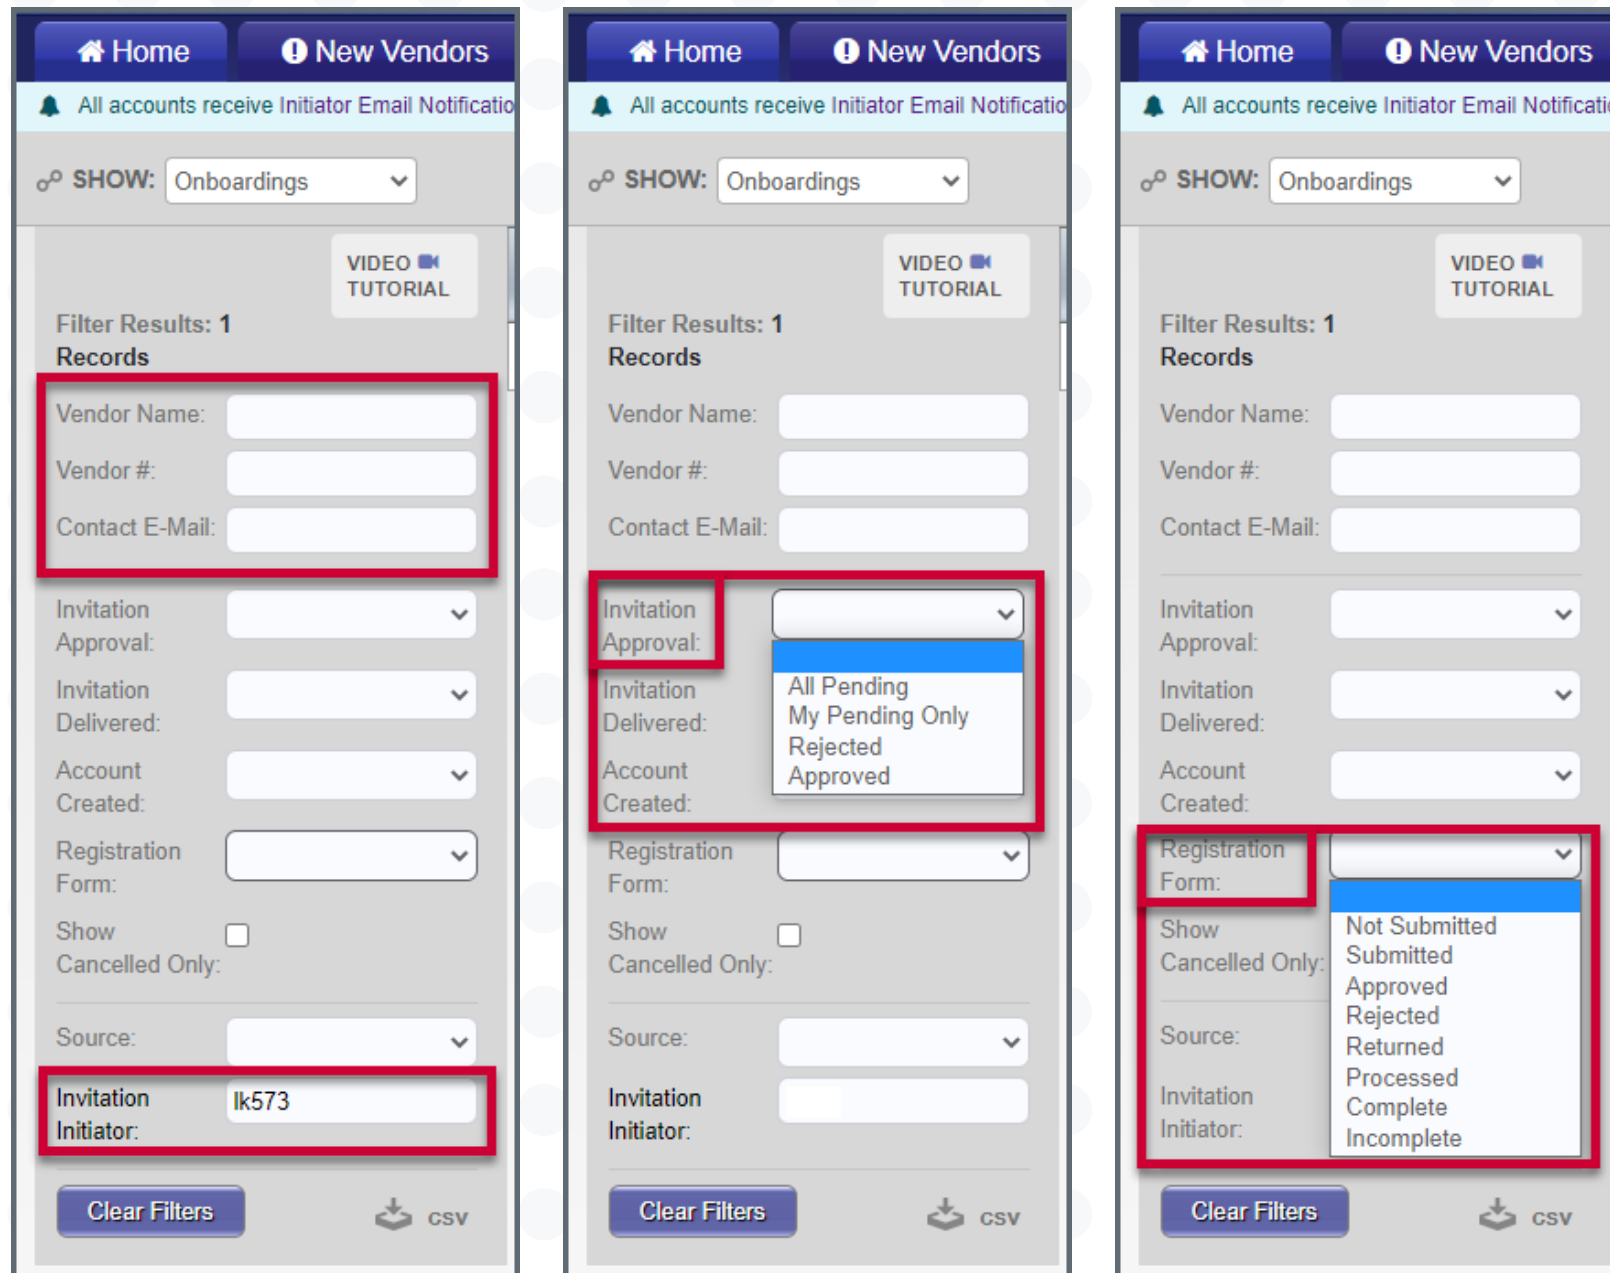 Home
New Vendors
All accounts receive Initiator Email Notificatio
SHOW: Onboardings
VIDEO
TUTORIAL
Filter Results: 1
Records
Vendor Name:
Vendor #:
Contact E-Mail:
Invitation
Approval:
Invitation
Delivered:
Account
Created:
Registration
Form:
Show
Cancelled Only:
Source:
Invitation
Initiator:
lk573
Clear Filters
csv
Home
New Vendors
All accounts receive Initiator Email Notificatio
SHOW: Onboardings
VIDEO
TUTORIAL
Filter Results: 1
Records
Vendor Name:
Vendor #:
Contact E-Mail:
Invitation
Approval:
All Pending
My Pending Only
Rejected
Approved
Invitation
Delivered:
Account
Created:
Registration
Form:
Show
Cancelled Only:
Source:
Invitation
Initiator:
Clear Filters
csv
Home
New Vendors
All accounts receive Initiator Email Notificati
SHOW: Onboardings
VIDEO
TUTORIAL
Filter Results: 1
Records
Vendor Name:
Vendor #:
Contact E-Mail:
Invitation
Approval:
Invitation
Delivered:
Account
Created:
Registration
Form:
Not Submitted
Submitted
Approved
Rejected
Returned
Processed
Complete
Incomplete
Show
Cancelled Only:
Source:
Invitation
Initiator:
Clear Filters
csv